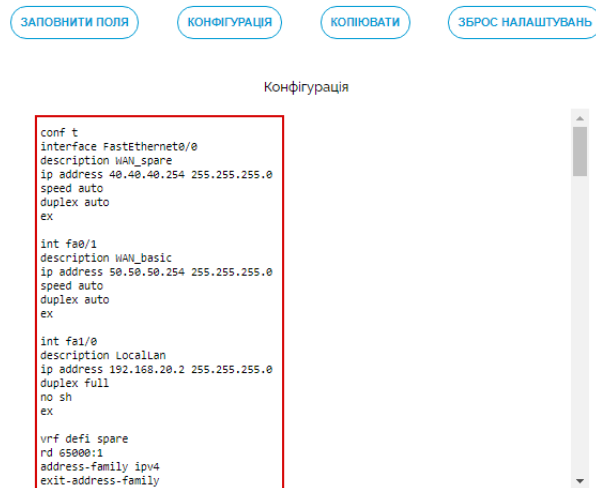 ЗАПОВНИТИ ПОЛЯ КОНФІГУРАЦІЯ КОПІЮВАТИ ЗБРОС НАЛАШТУВАНЬ
Конфігурація
conf t
interface FastEthernet0/0
description WAN_spare
ip address 40.40.40.254 255.255.255.0
speed auto
duplex auto
ex
int fa0/1
description WAN_basic
ip address 50.50.50.254 255.255.255.0
speed auto
duplex auto
ex
int fa1/0
description LocalLan
ip address 192.168.20.2 255.255.255.0
duplex full
no sh
ex
vrf defi spare
rd 65000:1
address-family ipv4
exit-address-family